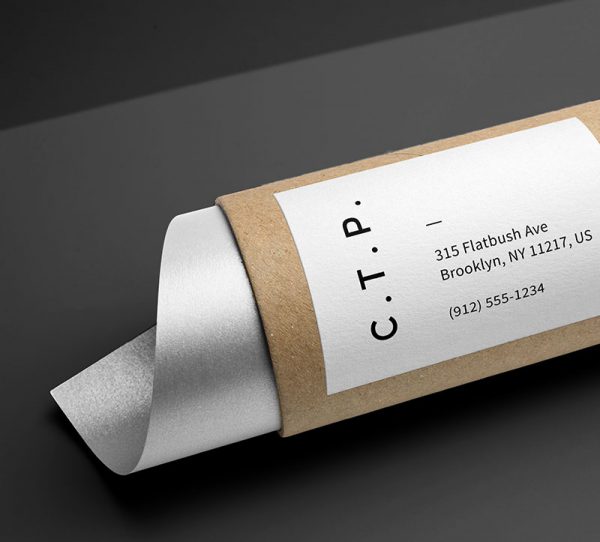 C.T.P.
—
315 Flatbush Ave
Brooklyn, NY 11217, US
(912) 555-1234